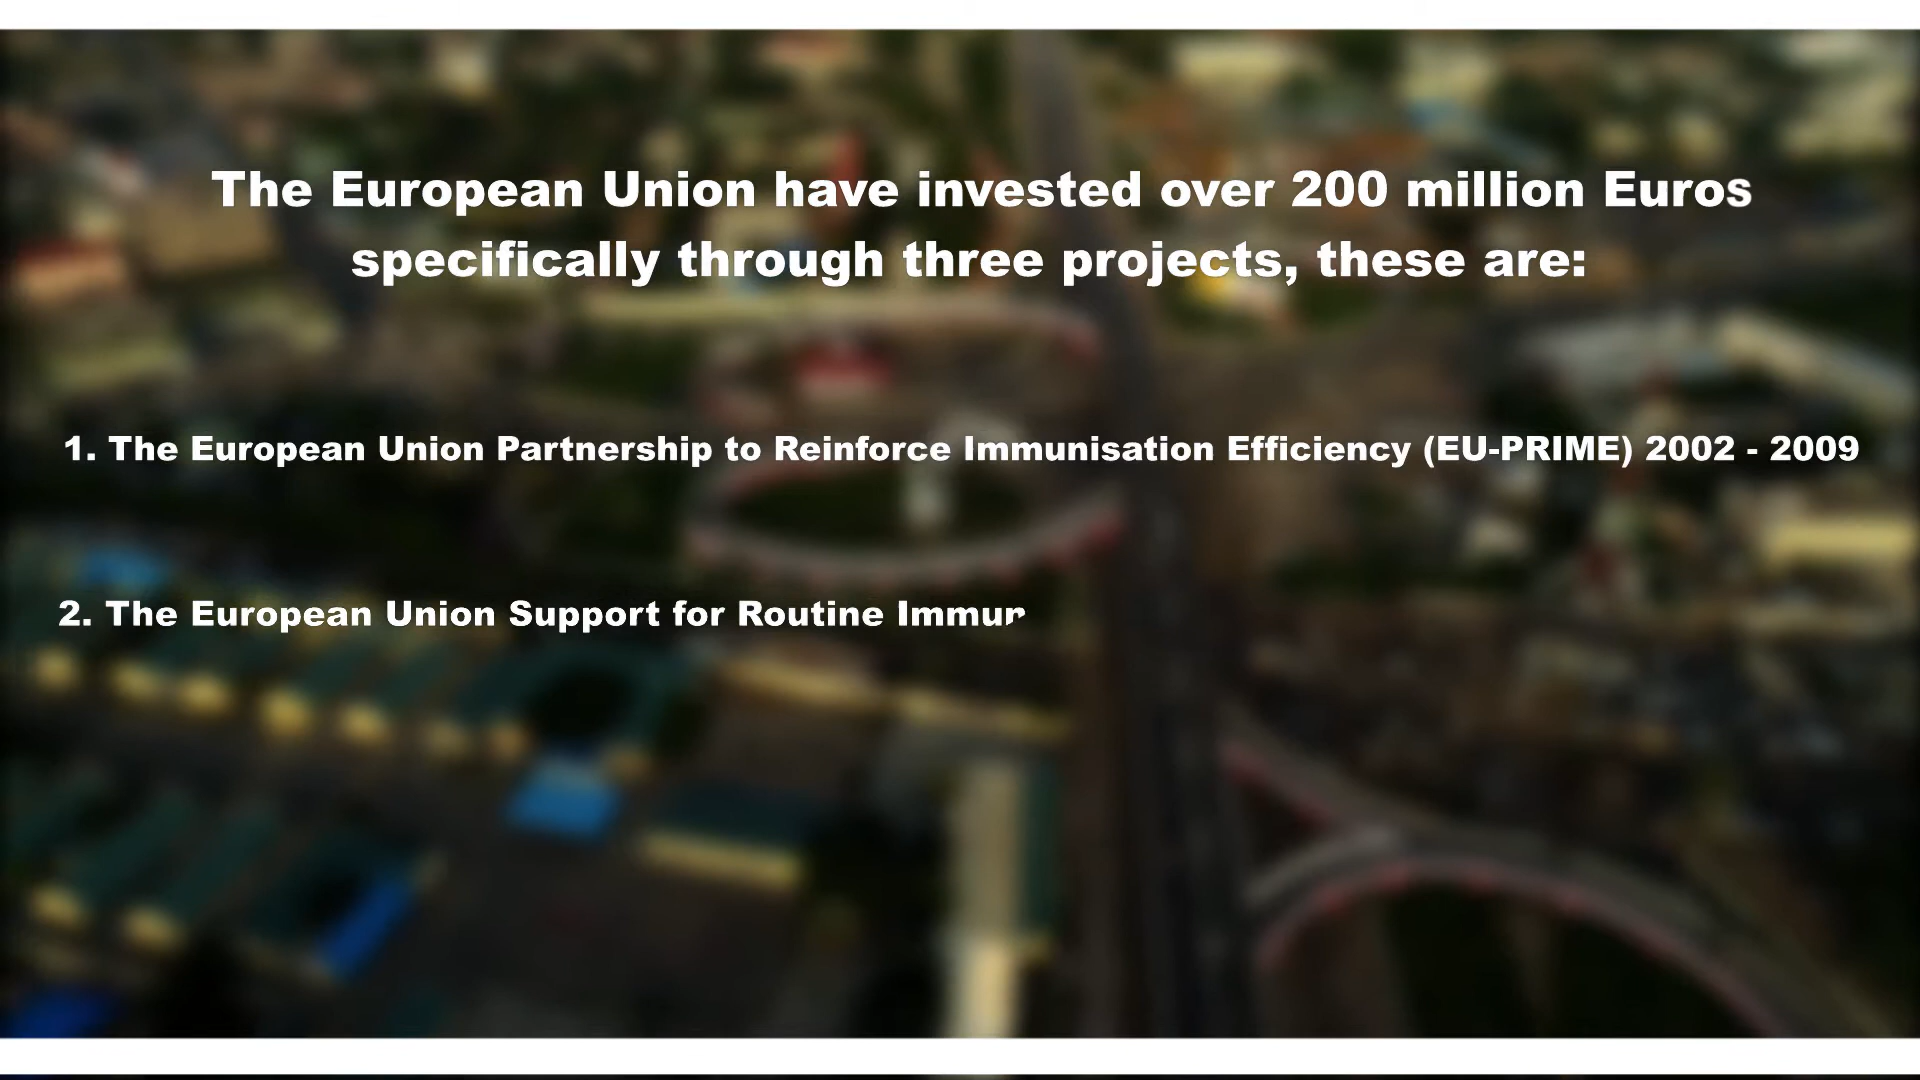 The European Union have invested over 200 million Euros
specifically through three projects, these are:
1. The European Union Partnership to Reinforce Immunisation Efficiency (EU-PRIME) 2002 - 2009
2. The European Union Support for Routine